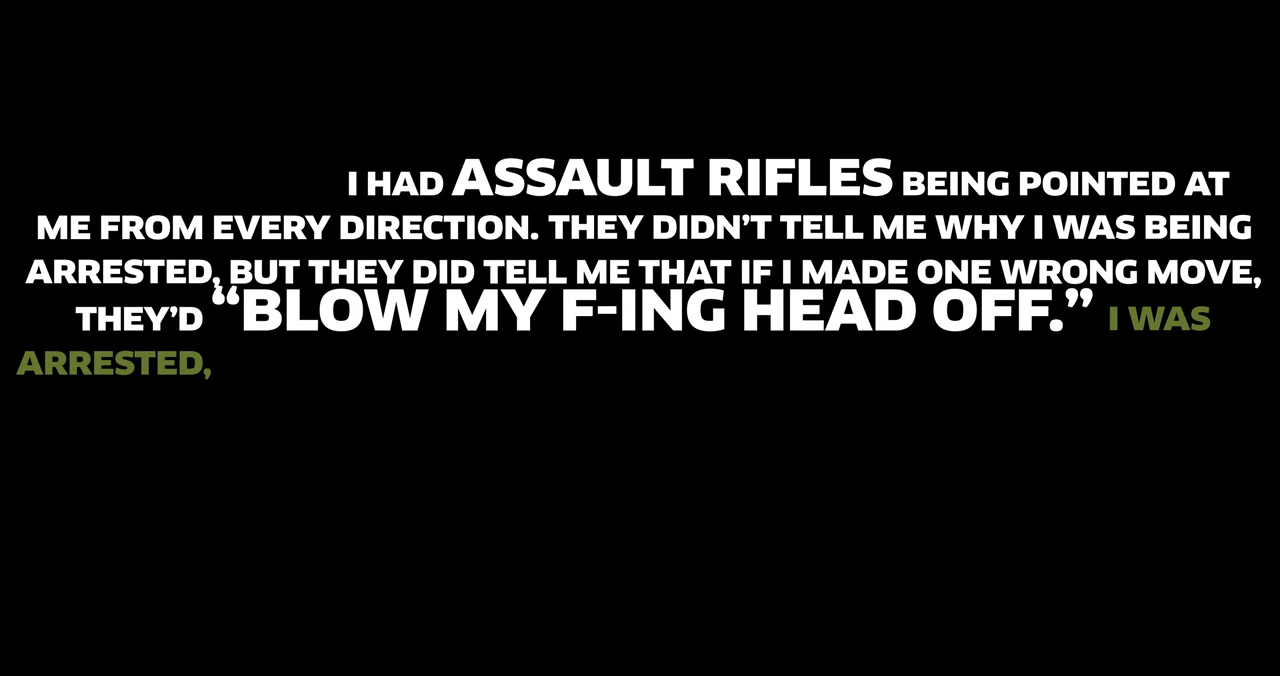 I HAD ASSAULT RIFLES BEING POINTED AT
ME FROM EVERY DIRECTION. THEY DIDN’T TELL ME WHY I WAS BEING
ARRESTED, BUT THEY DID TELL ME THAT IF I MADE ONE WRONG MOVE,
THEY’D “BLOW MY F-ING HEAD OFF.” I WAS
ARRESTED,